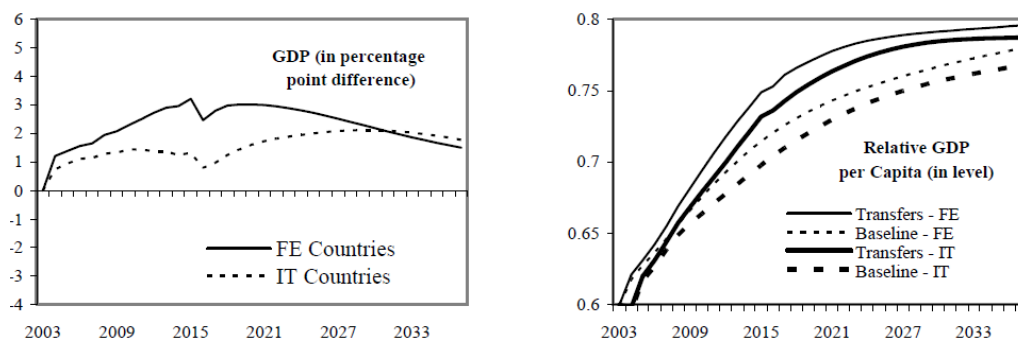 6
5
4
3
2
1
0
-1
-2
-3
-4
GDP (in percentage
point difference)
FE Countries
IT Countries
2003 2009 2015 2021 2027 2033
0.8
0.75
0.7
0.65
0.6
Relative GDP
per Capita (in level)
Transfers - FE
Baseline - FE
Transfers - IT
Baseline - IT
2003 2009 2015 2021 2027 2033